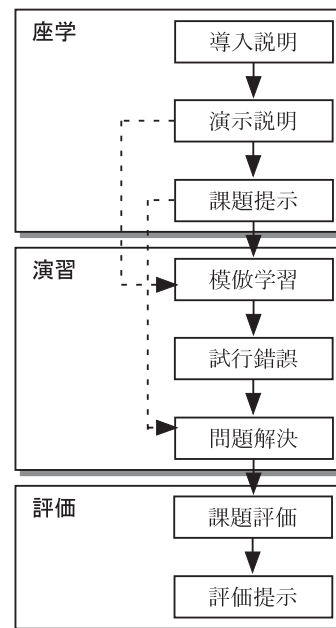 座学
導入説明
演示説明
課題提示
演習
模倣学習
試行錯誤
問題解決
評価
課題評価
評価提示